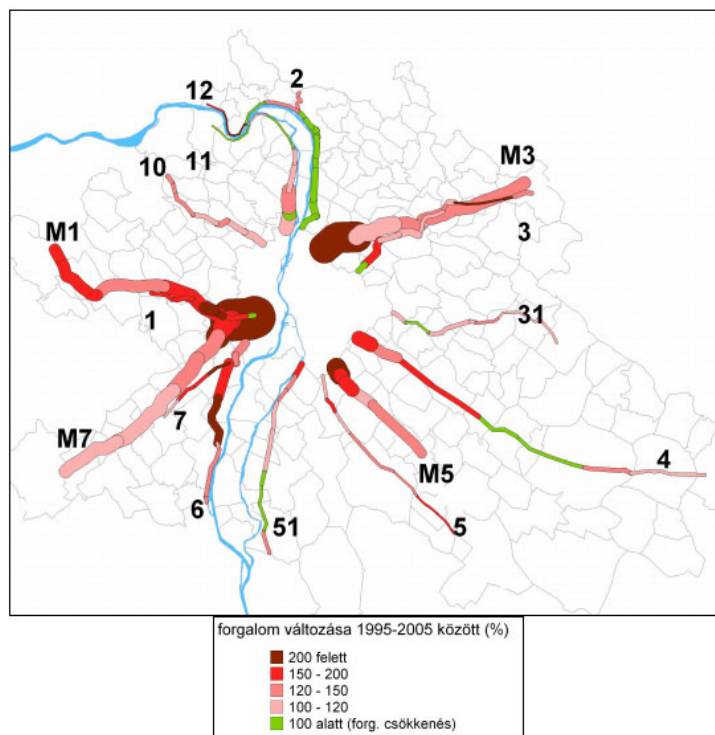 2
12
M3
10
11
3
M1
31
1
7
M7
4
M5
6
51
5
forgalom változása 1995-2005 között (%)
200 felett
150 - 200
120 - 150
100 - 120
100 alatt (forg. csökkenés)